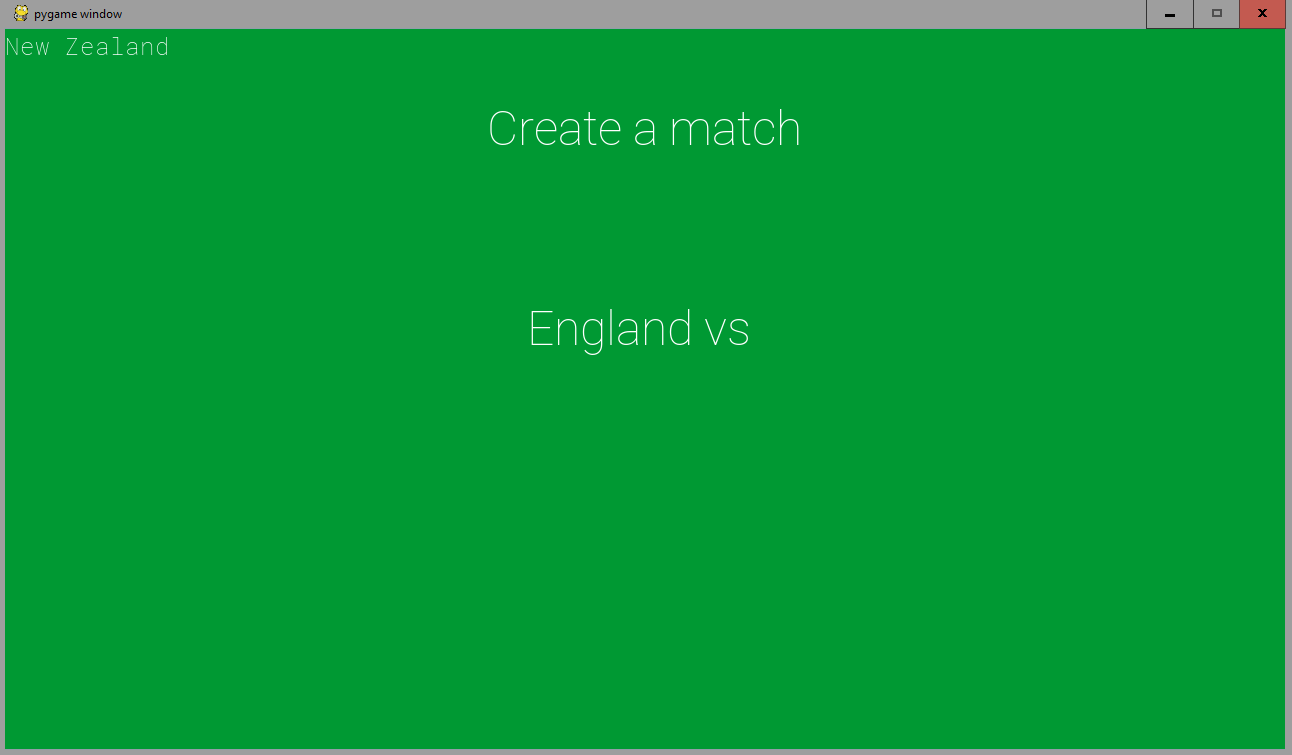 pygame window
New Zealand
Create a match
England vs